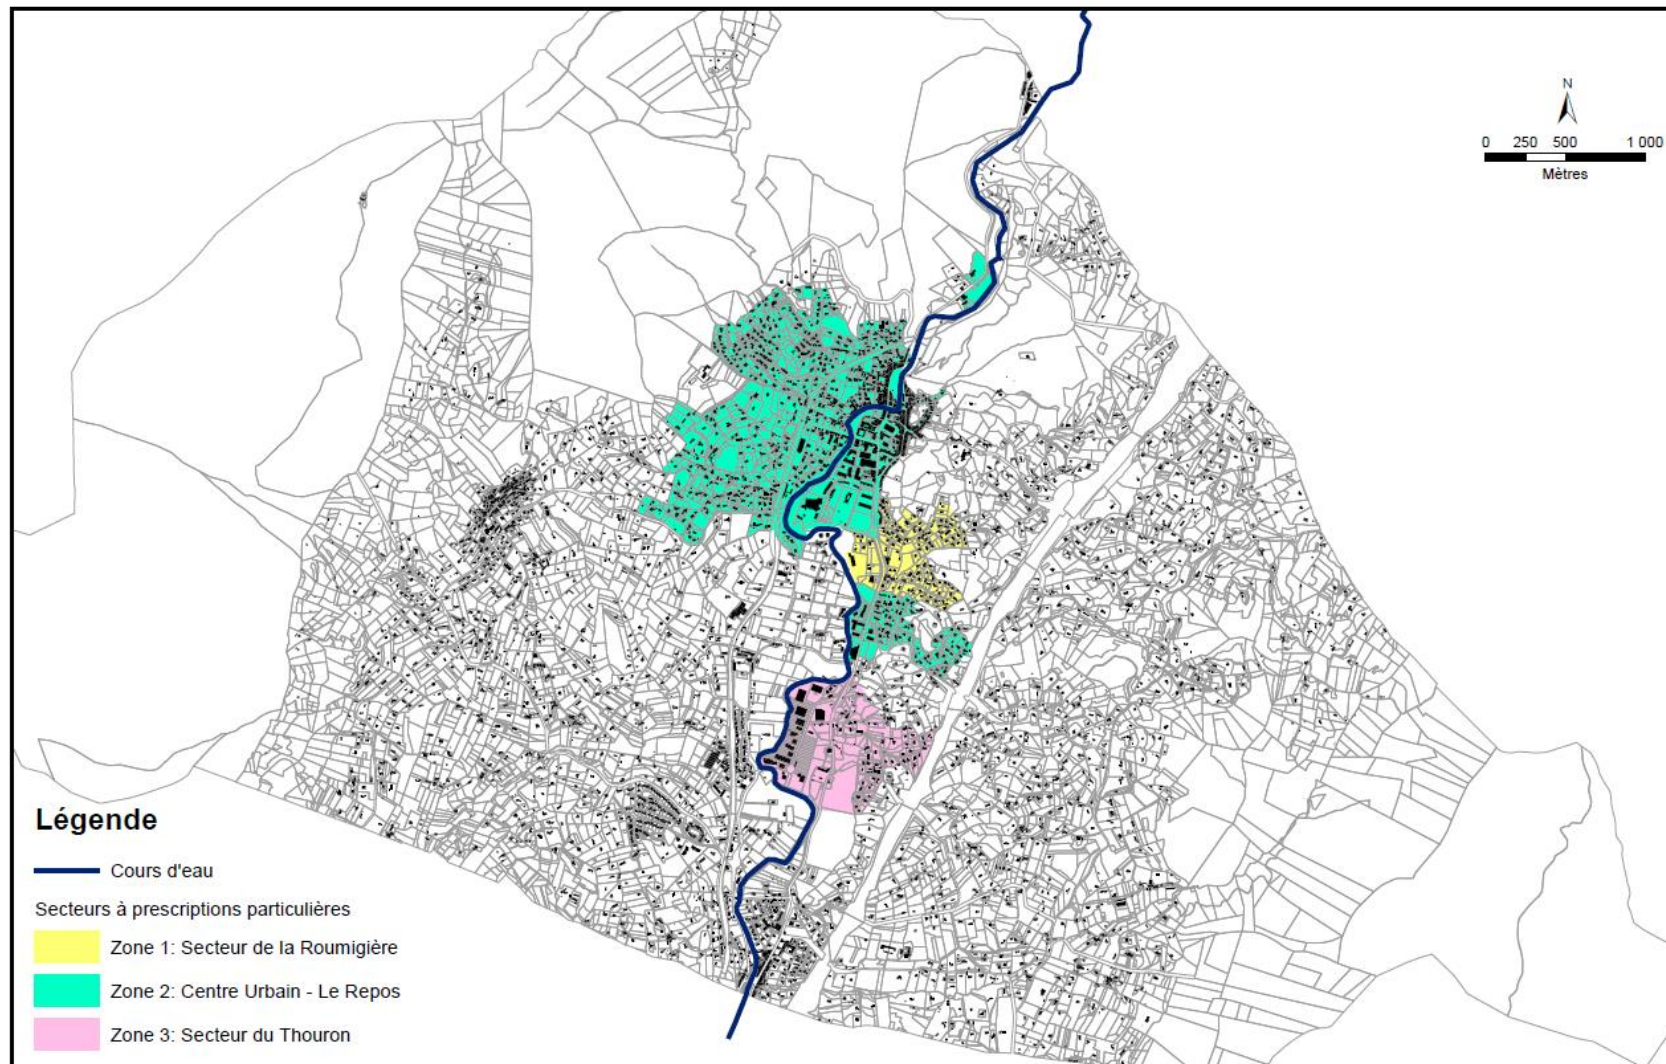 N
0 250 500 1 000
Mètres
Légende
Cours d'eau
Secteurs à prescriptions particulières
Zone 1: Secteur de la Roumigière
Zone 2: Centre Urbain - Le Repos
Zone 3: Secteur du Thouron